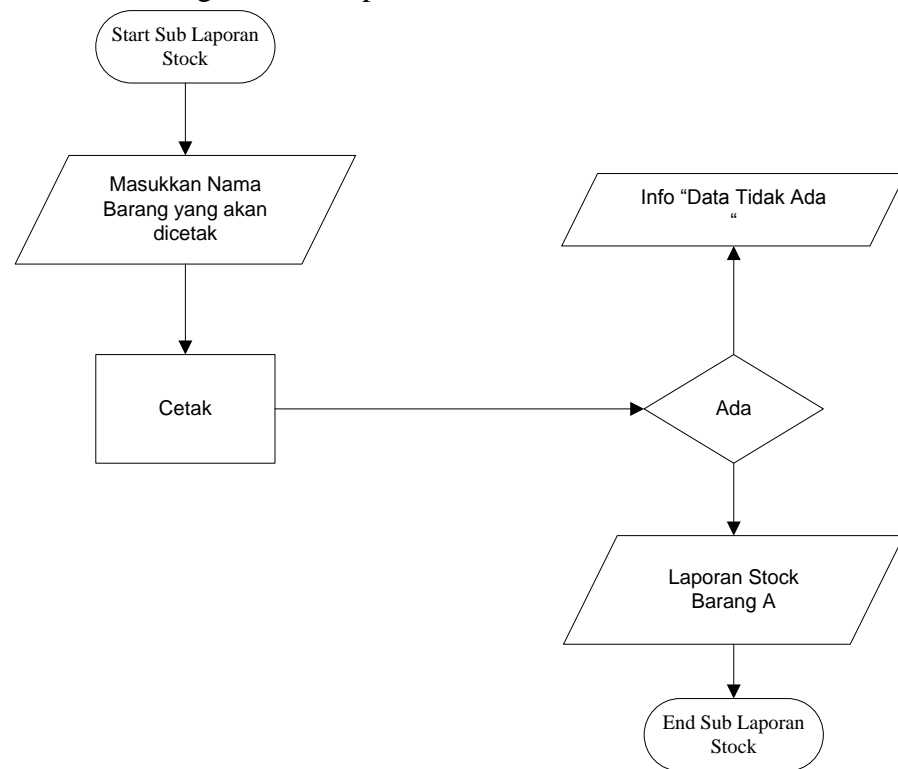 Start Sub Laporan
Stock
Masukkan Nama
Barang yang akan
dicetak
Cetak
Info “Data Tidak Ada
“
Ada
Laporan Stock
Barang A
End Sub Laporan
Stock